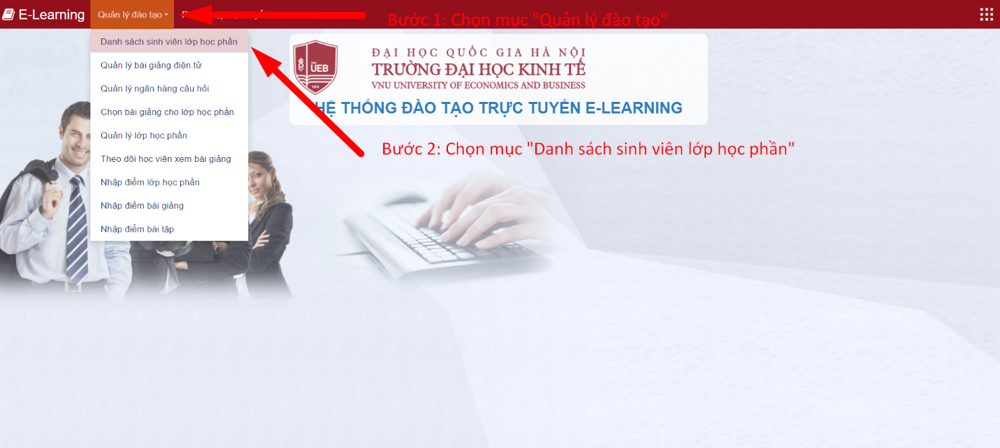 E-Learning
Quản lý đào tạo
Bước 1: Chọn mục "Quản lý đào tạo"
Danh sách sinh viên lớp học phần
Quản lý bài giảng điện tử
Quản lý ngân hàng câu hỏi
Chọn bài giảng cho lớp học phần
Quản lý lớp học phần
Theo dõi học viên xem bài giảng
Nhập điểm lớp học phần
Nhập điểm bài giảng
Nhập điểm bài tập
VNU
UEB
1974
ĐẠI HỌC QUỐC GIA HÀ NỘI
TRƯỜNG ĐẠI HỌC KINH TẾ
VNU UNIVERSITY OF ECONOMICS AND BUSINESS
HỆ THỐNG ĐÀO TẠO TRỰC TUYẾN E-LEARNING
Bước 2: Chọn mục "Danh sách sinh viên lớp học phần"